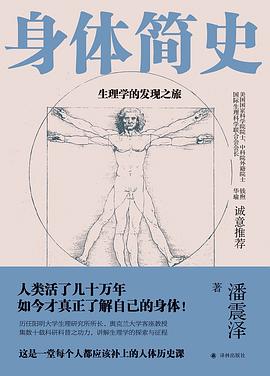 身体简史
生理学的发现之旅
美国国家科学院院士、中科院外籍院士 钱煦
国际生理科学联合会会长 华瑜
诚意推荐
人类活了几十万年
如今才真正了解自己的身体！
历任阳明大学生理研究所所长、奥克兰大学客座教授
集数十载科研科普之功力，讲解生理学的探索与征程
这是一堂每个人都应该补上的人体历史课
潘震泽 著
译林出版社